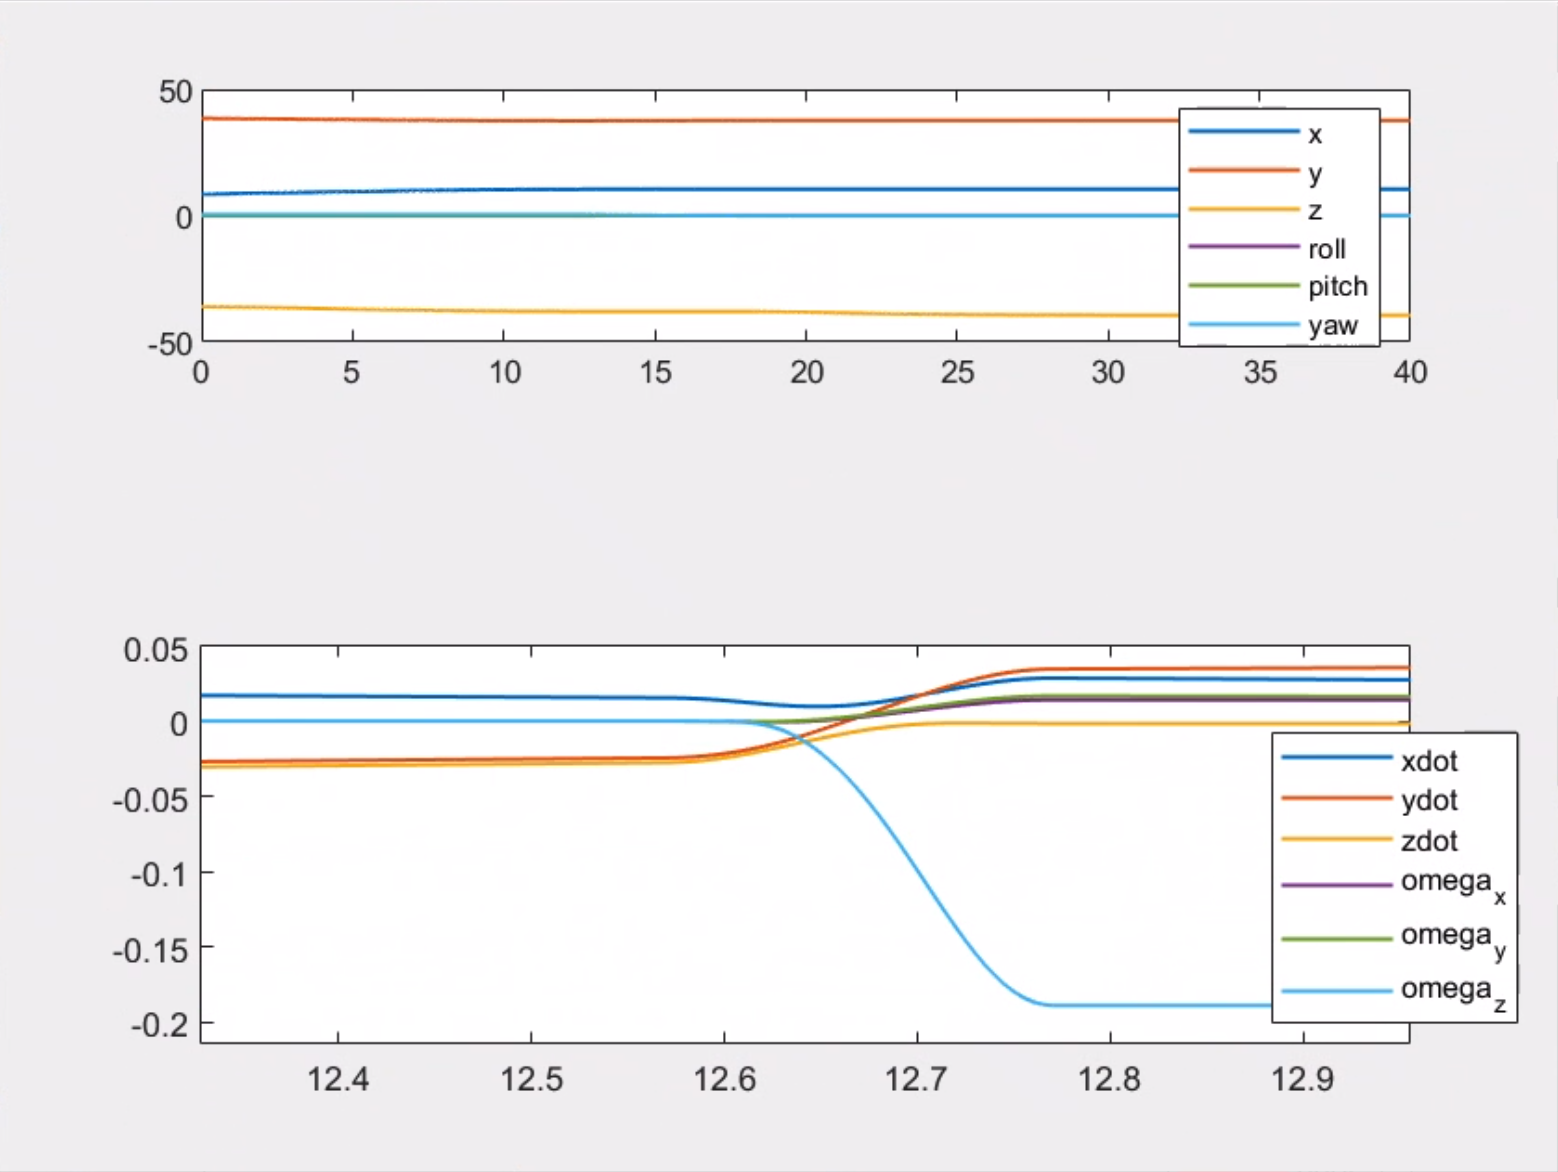 50
0
-50
0 5 10 15 20 25 30 35 40
x
y
z
roll
pitch
yaw
0.05
0
-0.05
-0.1
-0.15
-0.2
12.4 12.5 12.6 12.7 12.8 12.9
xdot
ydot
zdot
omega x
omega y
omega z